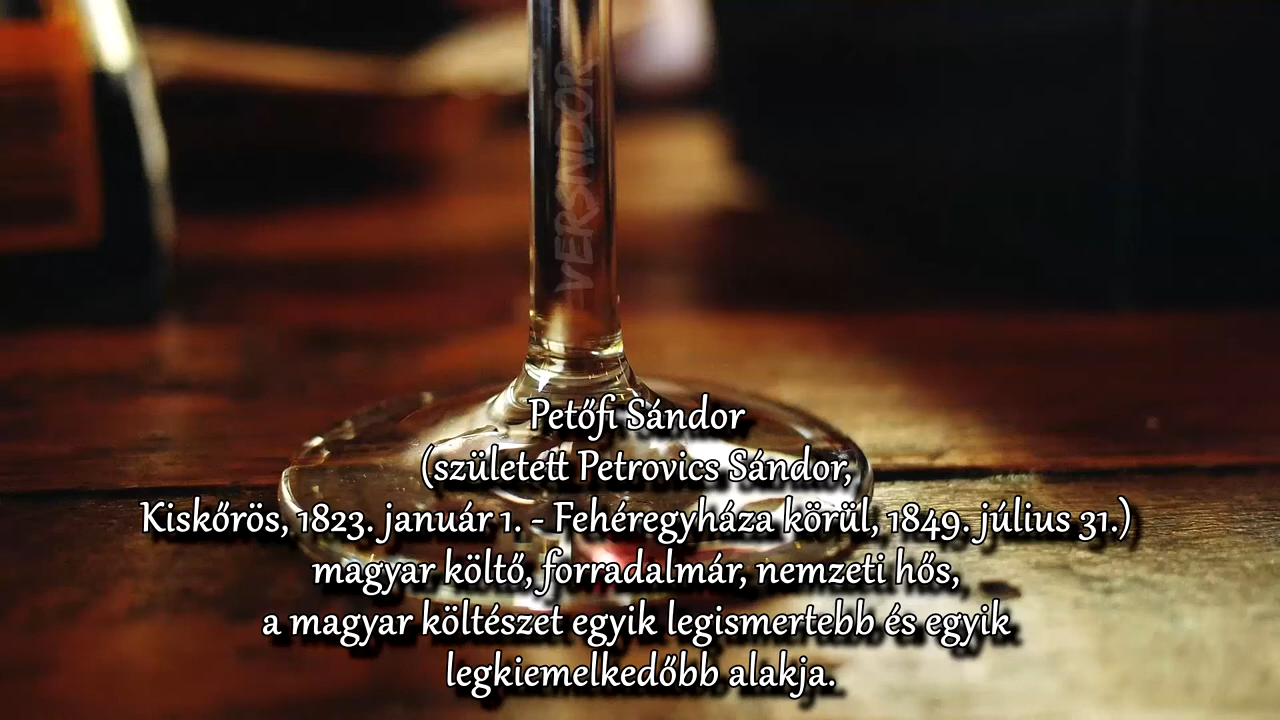 VERSNDOR
Petőfi Sándor
(született Petrovics Sándor,
Kiskőrös, 1823. január 1. - Fehéregyháza körül, 1849. július 31.)
magyar költő, forradalmár, nemzeti hős,
a magyar költészet egyik legismertebb és egyik
legkiemelkedőbb alakja.